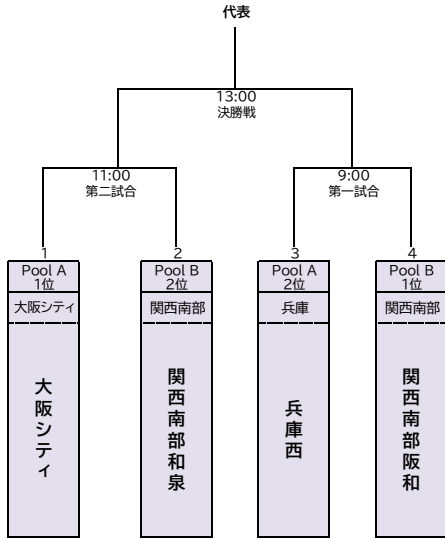 代表
13:00
決勝戦
11:00
第二試合
9:00
第一試合
1
2
3
4
Pool A
1位
Pool B
2位
Pool A
2位
Pool B
1位
大阪シティ
関西南部
兵庫
関西南部
大阪シティ
関西南部和泉
兵庫西
関西南部阪和